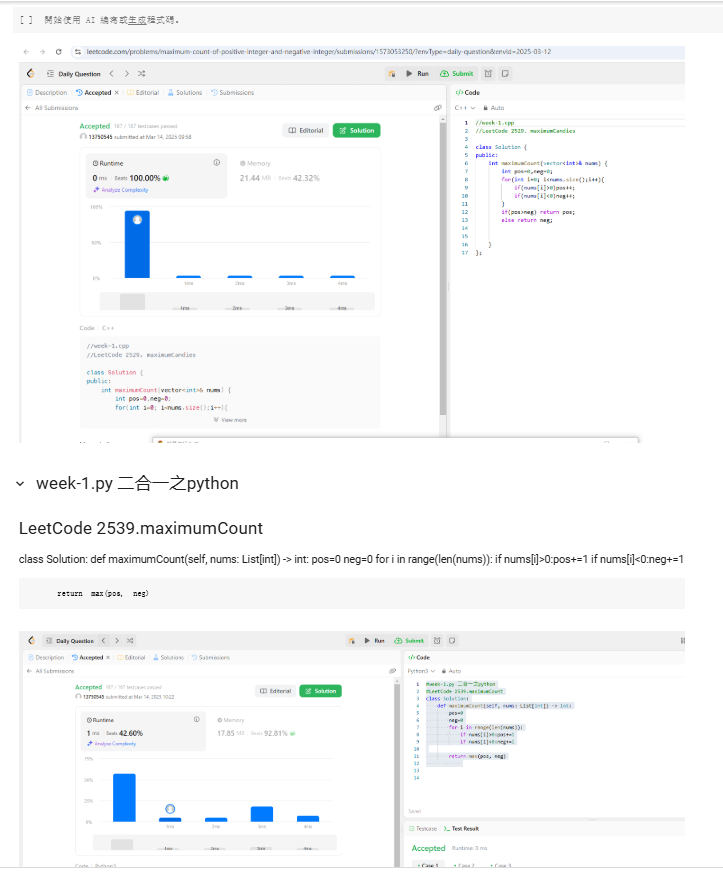 [ ] 開始使用 AI 編寫或生成程式碼。
leetcode.com/problems/maximum-count-of-positive-integer-and-negative-integer/submissions/1573053250/?envType=daily-question&envId=2025-03-12
Daily Question
Run
Submit
Description
Accepted
Editorial
Solutions
Submissions
Code
All Submissions
C++
Auto
Accepted 187 / 187 testcases passed
13750545 submitted at Mar 14, 2025 09:58
Editorial
Solution
Runtime
0 ms Beats 100.00%
Analyze Complexity
Memory
21.44 MB Beats 42.32%
100%
50%
0%
1ms 2ms 3ms 4ms
1ms 2ms 3ms 4ms
1 //week-1.cpp
2 //LeetCode 2529. maximumCandies
3
4 class Solution {
5 public:
6 int maximumCount(vector<int>& nums) {
7 int pos=0,neg=0;
8 for(int i=0; i<nums.size();i++){
9 if(nums[i]>0)pos++;
10 if(nums[i]<0)neg++;
11 }
12 if(pos>neg) return pos;
13 else return neg;
14
15
16 }
17 };
Code C++
//week-1.cpp
//LeetCode 2529. maximumCandies
class Solution {
public:
int maximumCount(vector<int>& nums) {
int pos=0,neg=0;
for(int i=0; i<nums.size();i++){
View more
week-1.py 二合一之python
LeetCode 2539.maximumCount
class Solution: def maximumCount(self, nums: List[int]) -> int: pos=0 neg=0 for i in range(len(nums)): if nums[i]>0:pos+=1 if nums[i]<0:neg+=1
return max(pos, neg)
Daily Question
Run
Submit
Description
Accepted
Editorial
Solutions
Submissions
Code
All Submissions
Python3
Auto
Accepted 187 / 187 testcases passed
13750545 submitted at Mar 14, 2025 10:22
Editorial
Solution
Runtime
1 ms Beats 42.60%
Analyze Complexity
Memory
17.85 MB Beats 92.81%
1 #week-1.py 二合一之python
2 #LeetCode 2539.maximumCount
3 class Solution:
4 def maximumCount(self, nums: List[int]) -> int:
5 pos=0
6 neg=0
7 for i in range(len(nums)):
8 if nums[i]>0:pos+=1
9 if nums[i]<0:neg+=1
10
11 return max(pos, neg)
12
13
14
Saved
Testcase
Test Result
Accepted Runtime: 0 ms
Case 1
Case 2
Case 3
Code Python3